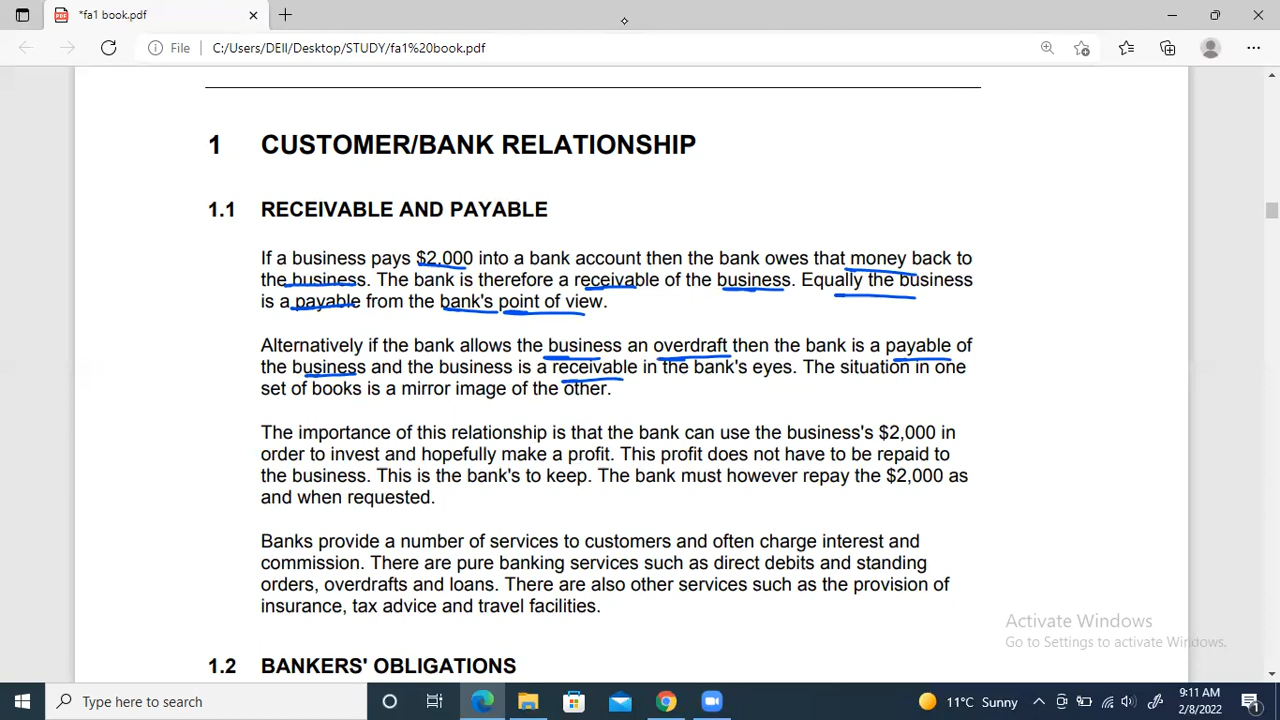 *fa1 book.pdf
File
C:/Users/DEll/Desktop/STUDY/fa1%20book.pdf
1 CUSTOMER/BANK RELATIONSHIP
1.1 RECEIVABLE AND PAYABLE
If a business pays $2,000 into a bank account then the bank owes that money back to
the business. The bank is therefore a receivable of the business. Equally the business
is a payable from the bank's point of view.
Alternatively if the bank allows the business an overdraft then the bank is a payable of
the business and the business is a receivable in the bank's eyes. The situation in one
set of books is a mirror image of the other.
The importance of this relationship is that the bank can use the business's $2,000 in
order to invest and hopefully make a profit. This profit does not have to be repaid to
the business. This is the bank's to keep. The bank must however repay the $2,000 as
and when requested.
Banks provide a number of services to customers and often charge interest and
commission. There are pure banking services such as direct debits and standing
orders, overdrafts and loans. There are also other services such as the provision of
insurance, tax advice and travel facilities.
1.2 BANKERS' OBLIGATIONS
Activate Windows
Go to Settings to activate Windows.
Type here to search
11°C Sunny
9:11 AM
2/8/2022
1